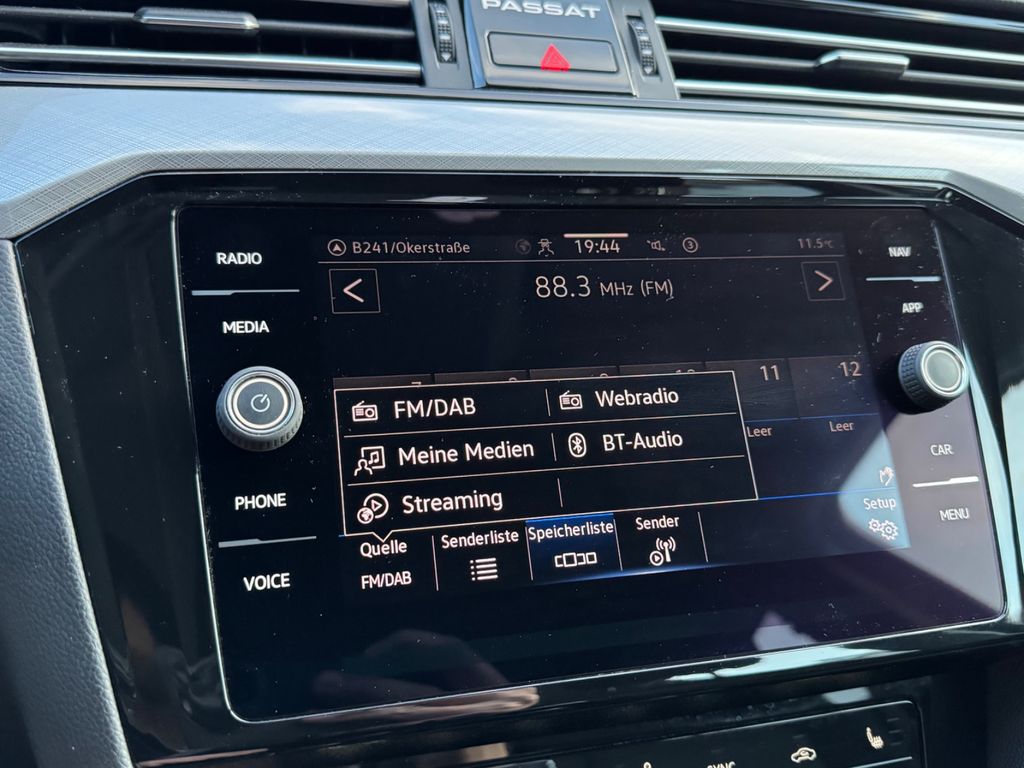 PASSAT
RADIO
MEDIA
PHONE
VOICE
B241/Okerstraße
19:44
3
11.5°C
<
88.3 MHz (FM)
>
11
12
Leer
Leer
FM/DAB
Webradio
Meine Medien
BT-Audio
Streaming
Quelle
FM/DAB
Senderliste
Speicherliste
Sender
Setup
NAV
APP
CAR
MENU
SYNC